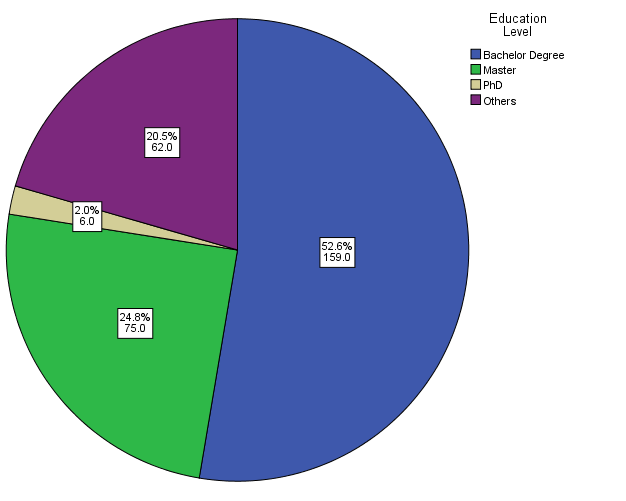 Education
Level
Bachelor Degree
Master
PhD
Others
20.5%
62.0
2.0%
6.0
52.6%
159.0
24.8%
75.0